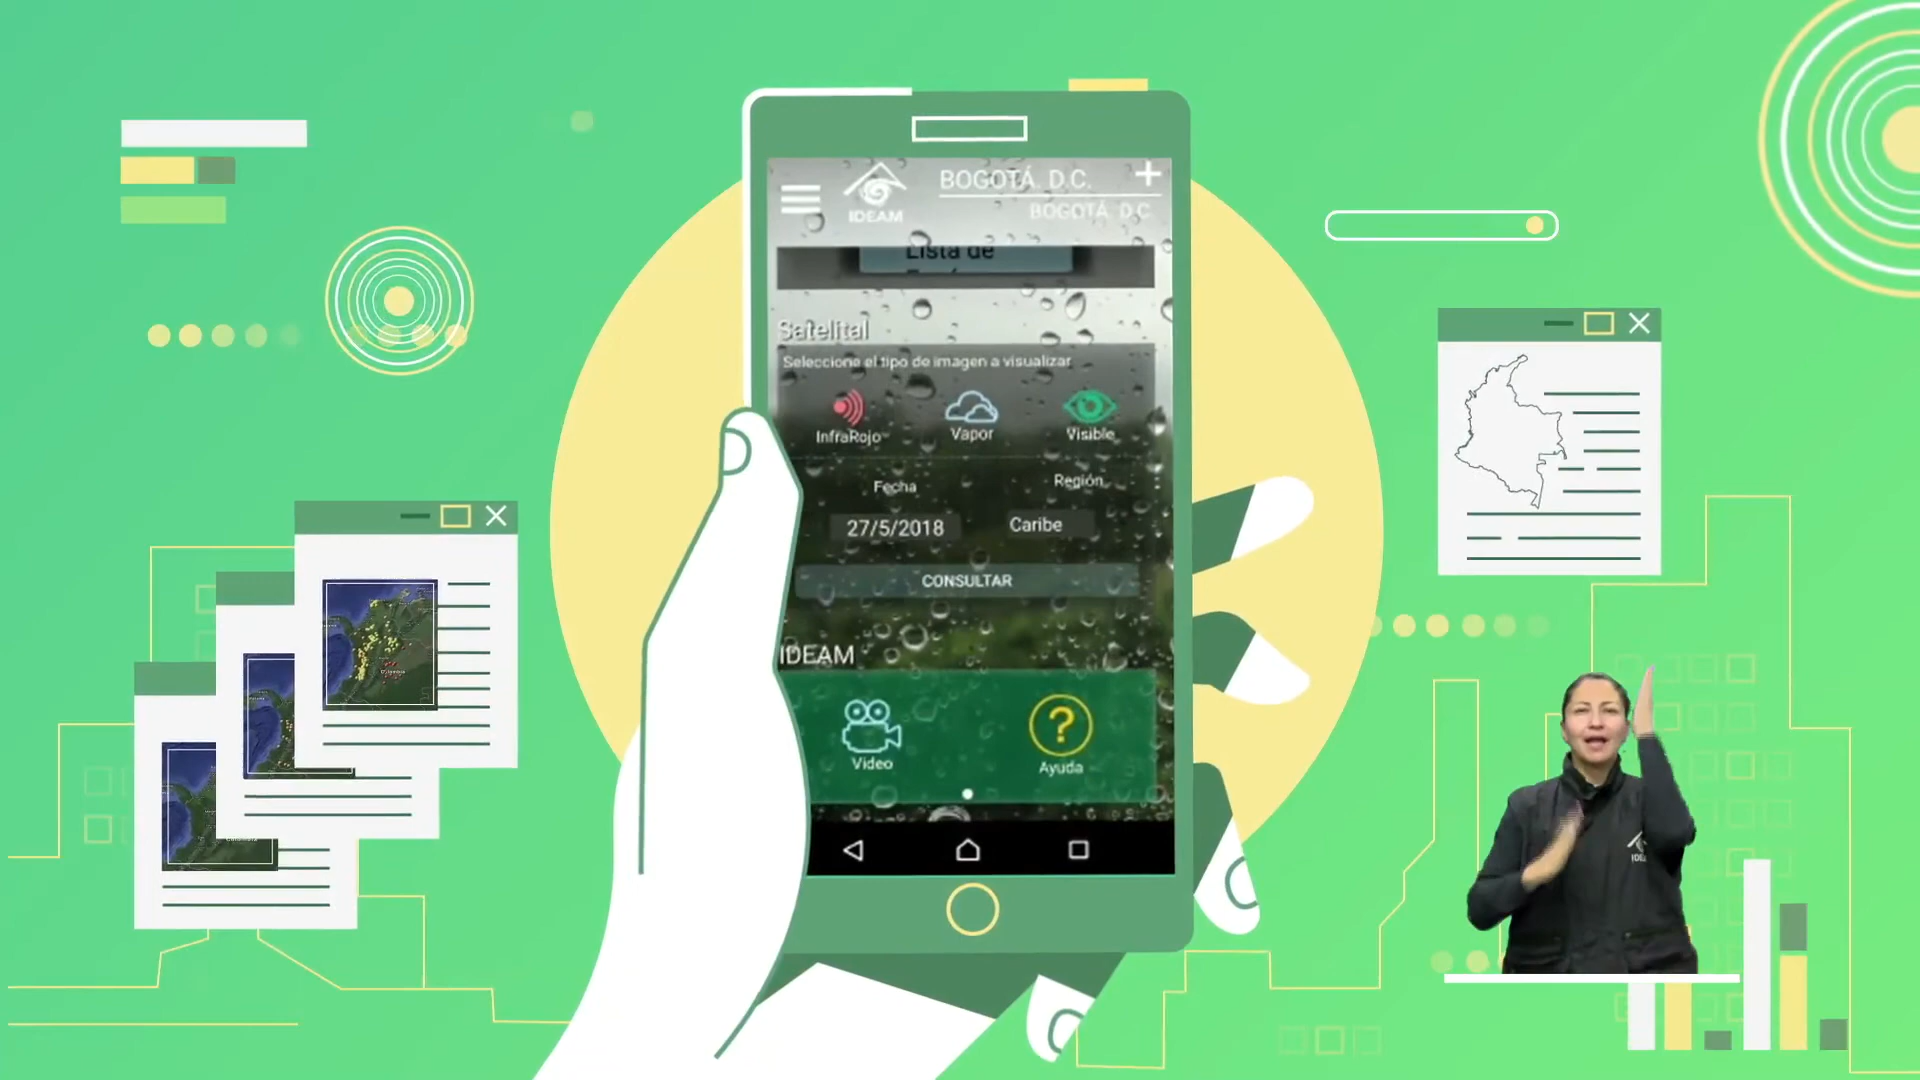 BOGOTÁ. D.C.
IDEAM
BOGOTÁ D.C
Lista de
Satelital
Seleccione el tipo de imagen a visualizar
InfraRojo
Vapor
Visible
Fecha
Región
27/5/2018
Caribe
CONSULTAR
IDEAM
Video
Ayuda